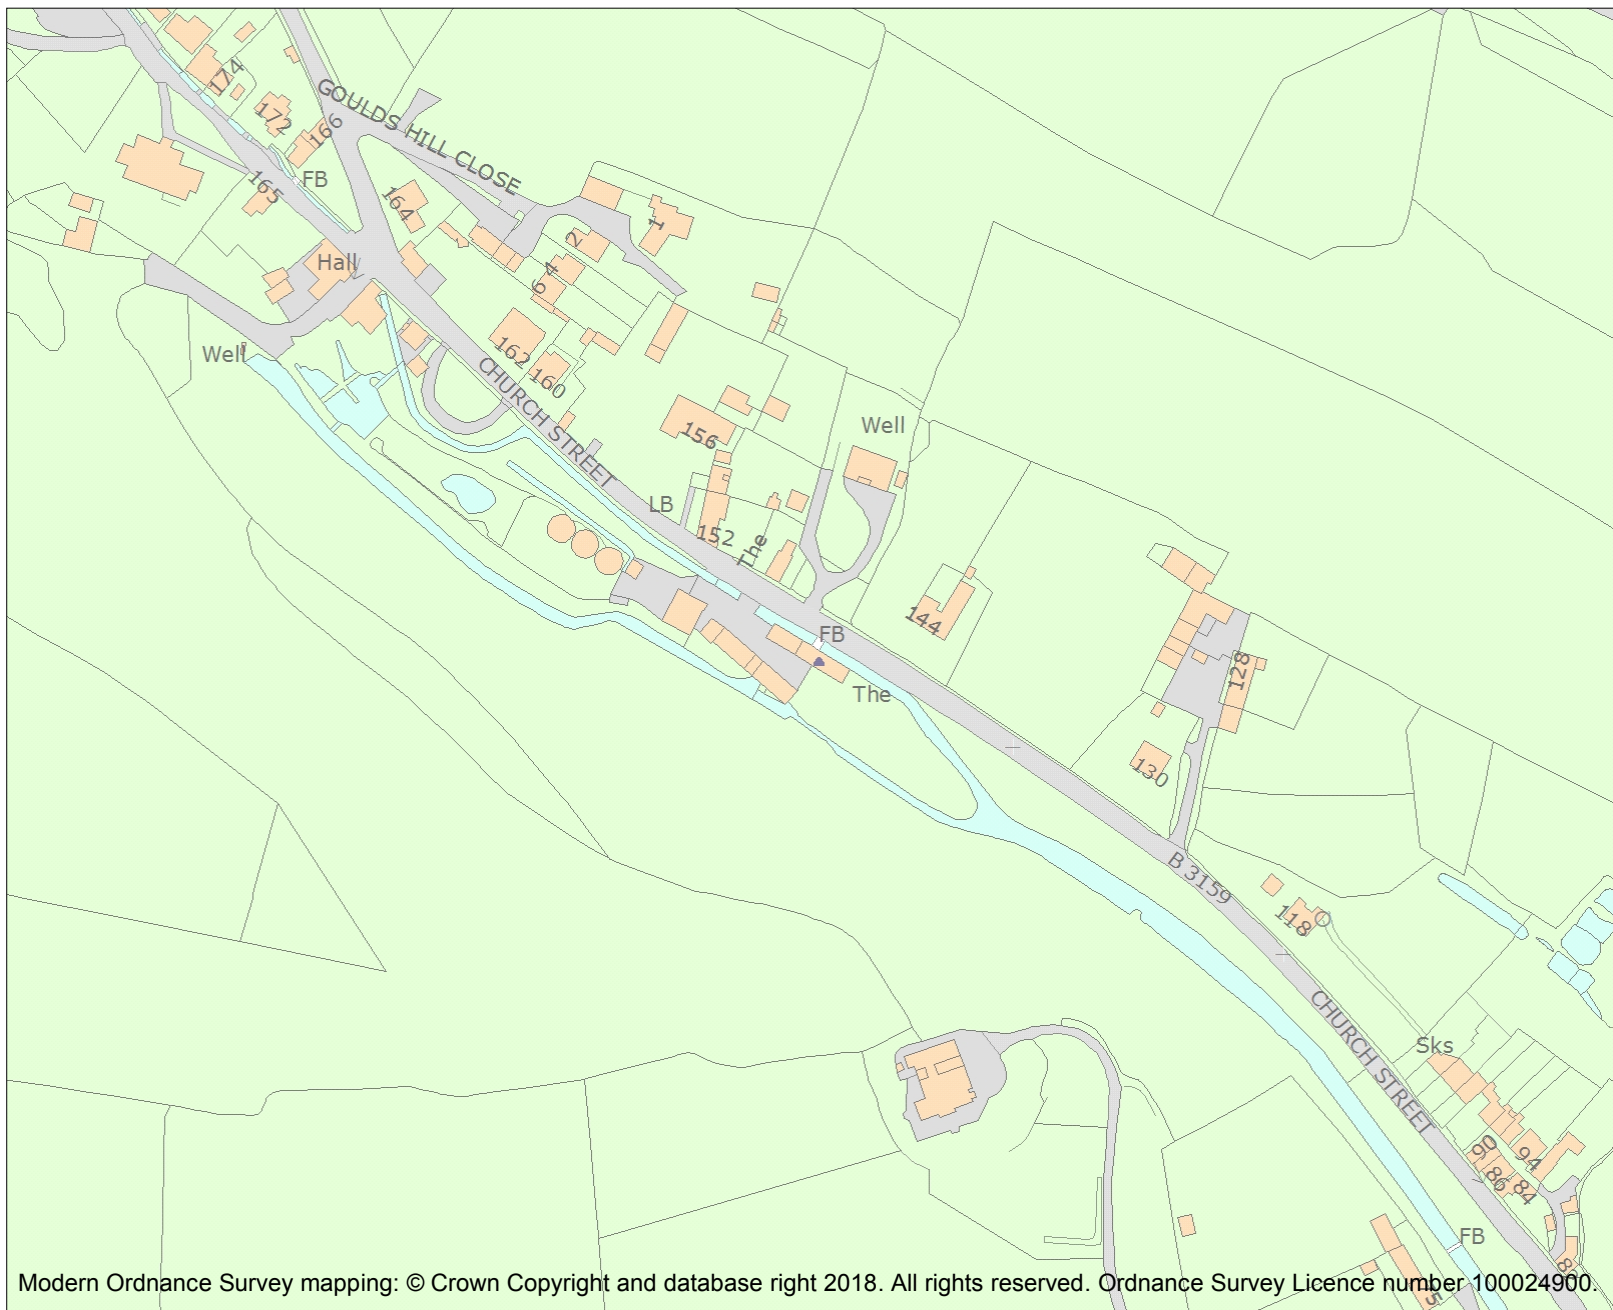 174
GOULDS HILL CLOSE
172
166
FB
165
164
1
2
Hall
4
6
Well
162
160
CHURCH STREET
156
Well
LB
152
The
144
FB
The
128
130
B 3159
118
CHURCH STREET
Sks
90
94
86
84
FB
Modern Ordnance Survey mapping: © Crown Copyright and database right 2018. All rights reserved. Ordnance Survey Licence number 100024900.